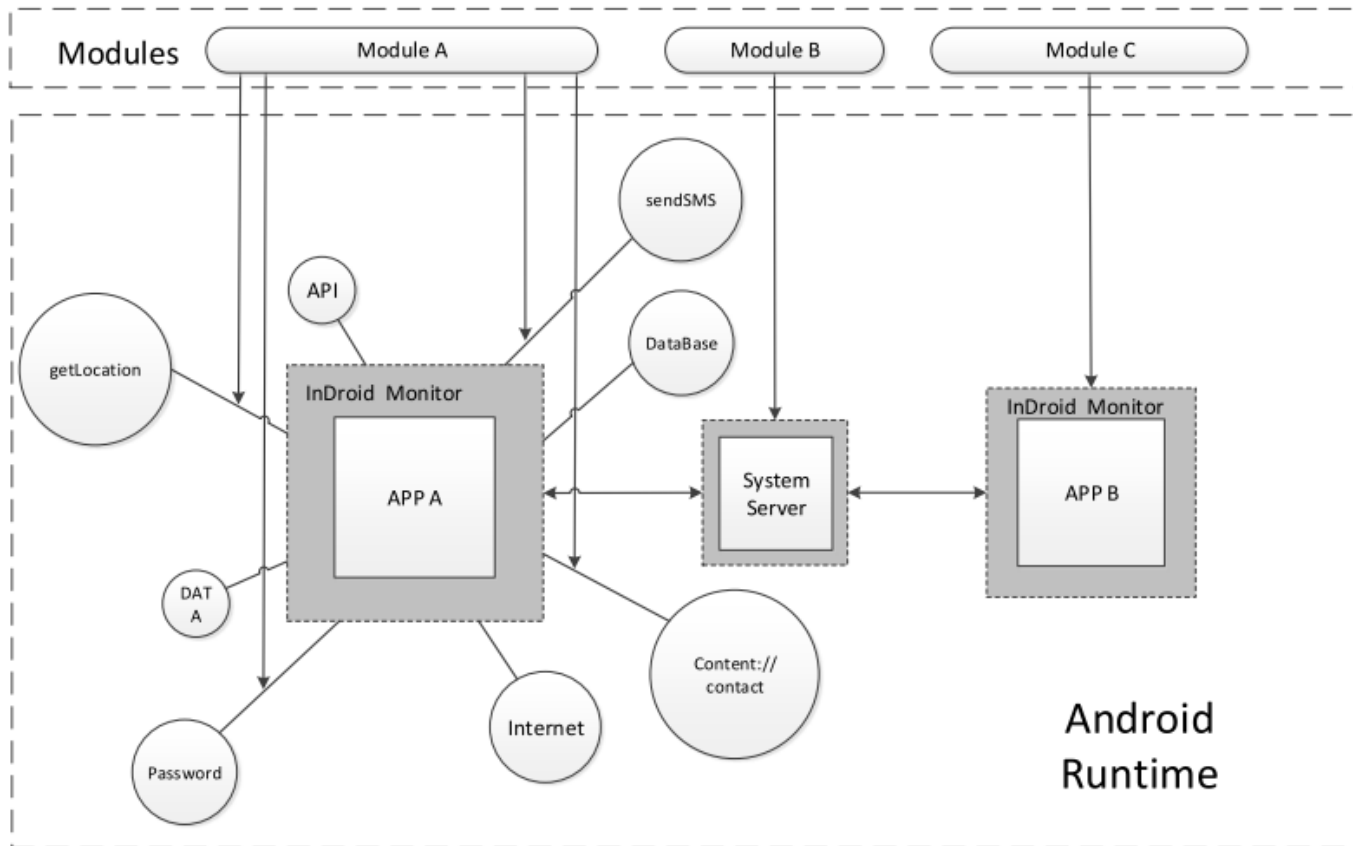 Modules
Module A
Module B
Module C
sendSMS
API
DataBase
getLocation
InDroid Monitor
InDroid Monitor
APP A
System
Server
APP B
DAT
A
Content://
contact
Internet
Password
Android
Runtime